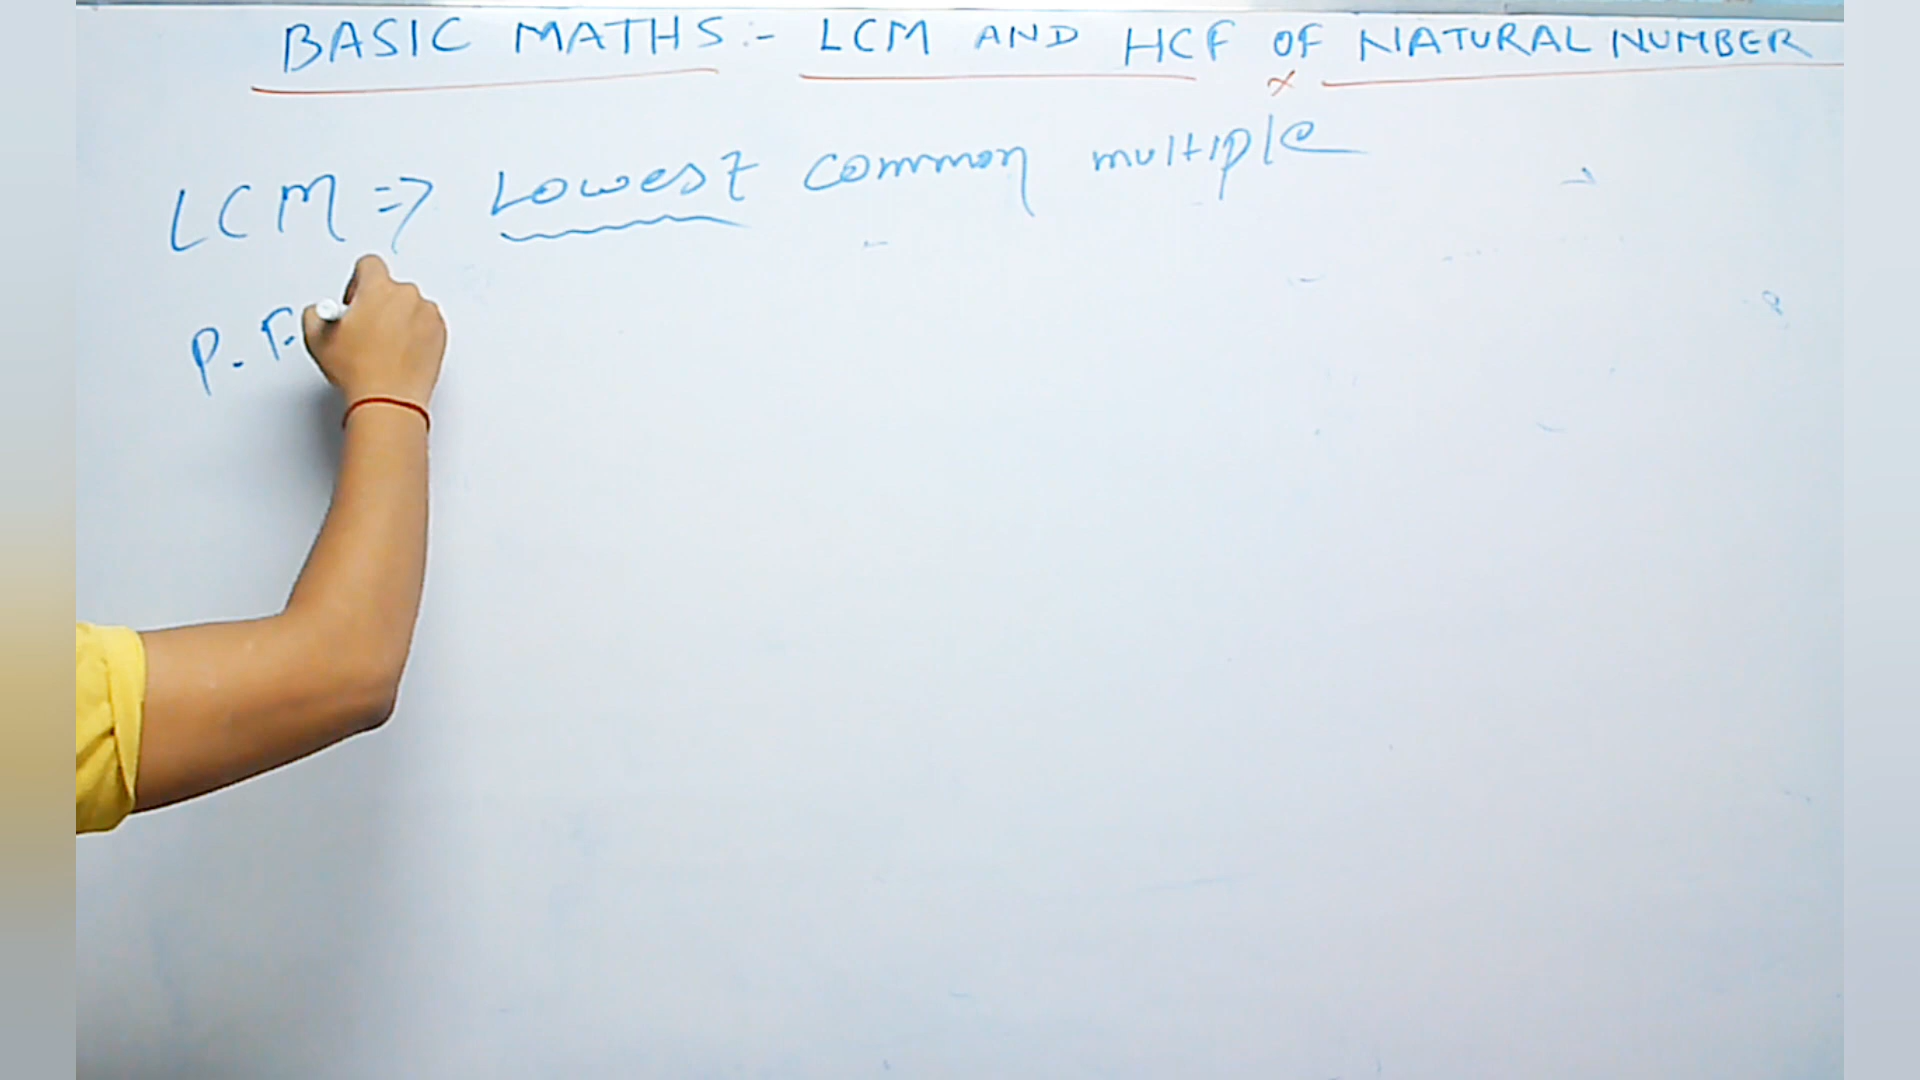 BASIC MATHS :- LCM AND HCF OF NATURAL NUMBER
LCM => Lowest common multiple
P. F.